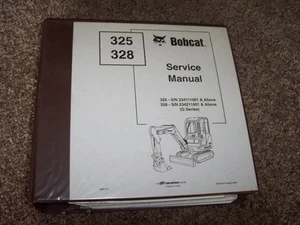 325
328
Bobcat
Service
Manual
325 - S/N 234111001 & Above
328 - S/N 234211001 & Above
(G Series)